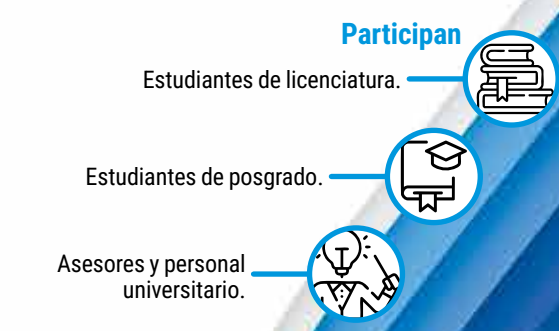 Participan
Estudiantes de licenciatura.
Estudiantes de posgrado.
Asesores y personal
universitario.